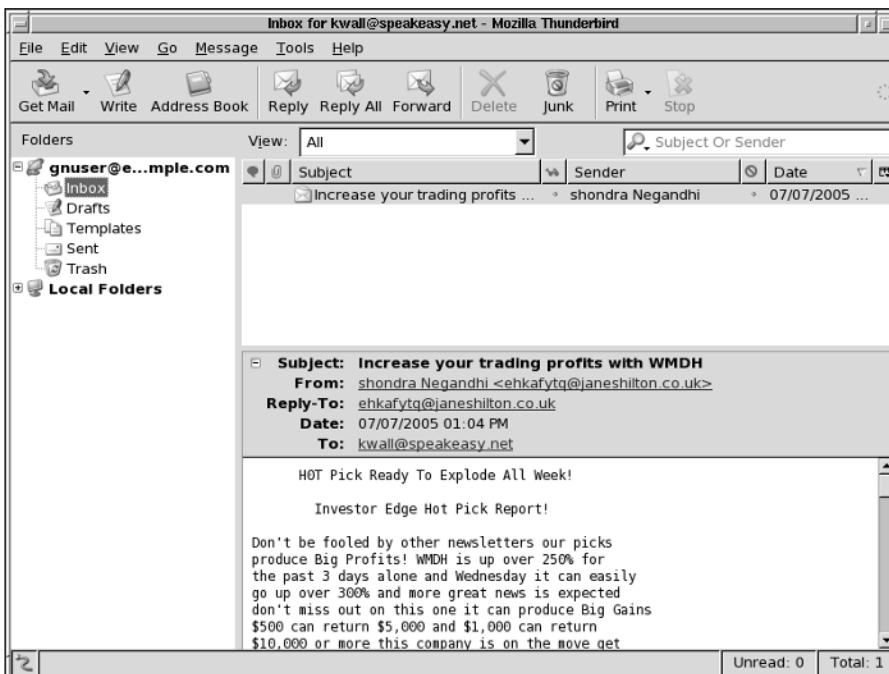 Inbox for kwall@speakeasy.net - Mozilla Thunderbird
File Edit View Go Message Tools Help
Get Mail Write Address Book Reply Reply All Forward Delete Junk Print Stop
Folders View: All Subject Or Sender
gnuser@e...mple.com Subject Sender Date
Inbox Increase your trading profits ... shondra Negandhi 07/07/2005 ...
Drafts
Templates
Sent
Trash
Local Folders
Subject: Increase your trading profits with WMDH
From: shondra Negandhi <ehkafytq@janeshilton.co.uk>
Reply-To: ehkafytq@janeshilton.co.uk
Date: 07/07/2005 01:04 PM
To: kwall@speakeasy.net
H0T Pick Ready To Explode All Week!
Investor Edge Hot Pick Report!
Don't be fooled by other newsletters our picks
produce Big Profits! WMDH is up over 250% for
the past 3 days alone and Wednesday it can easily
go up over 300% and more great news is expected
don't miss out on this one it can produce Big Gains
$500 can return $5,000 and $1,000 can return
$10,000 or more this company is on the move get
Unread: 0 Total: 1